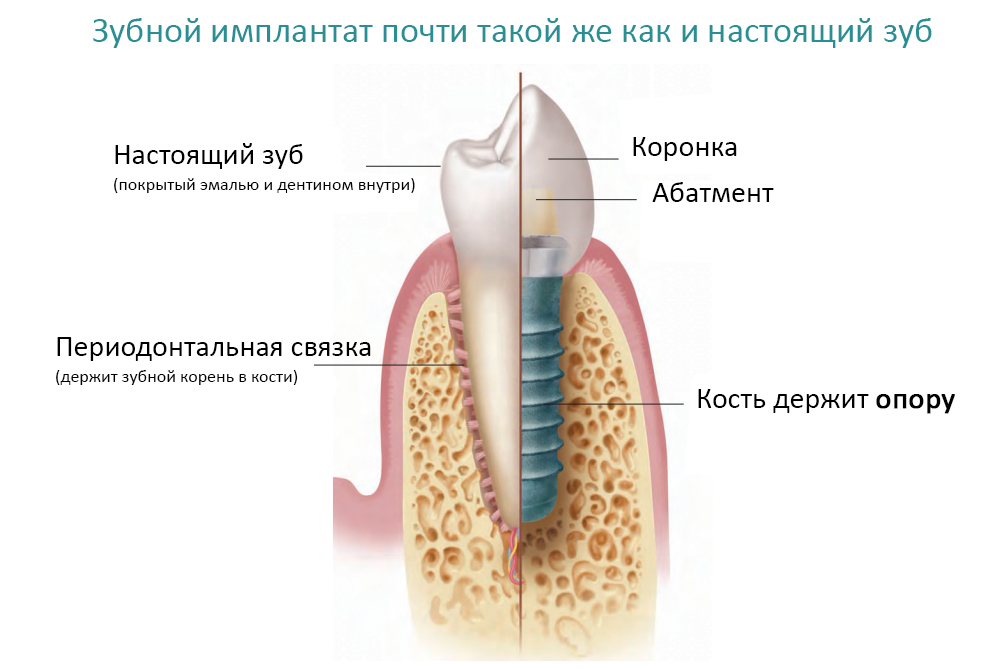 Зубной имплантат почти такой же как и настоящий зуб
Настоящий зуб
(покрытый эмалью и дентином внутри)
Коронка
Абатмент
Периодонтальная связка
(держит зубной корень в кости)
Кость держит опору